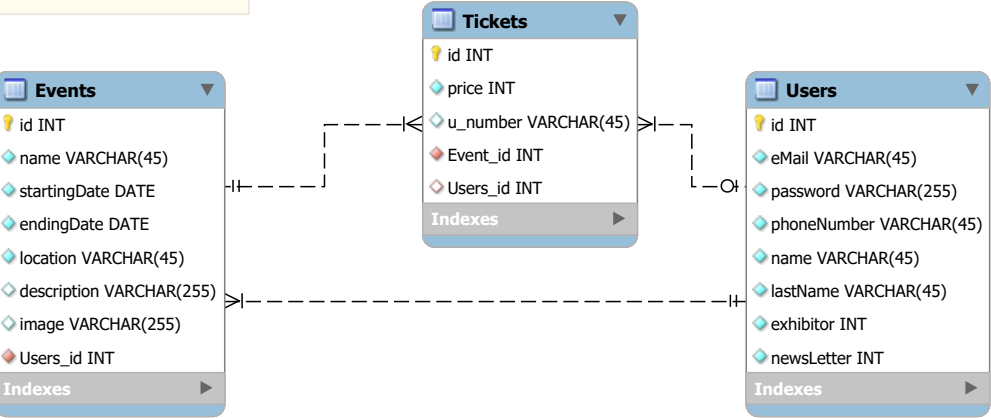 Tickets
id INT
price INT
u_number VARCHAR(45)
Event_id INT
Users_id INT
Indexes
Events
id INT
name VARCHAR(45)
startingDate DATE
endingDate DATE
location VARCHAR(45)
description VARCHAR(255)
image VARCHAR(255)
Users_id INT
Indexes
Users
id INT
eMail VARCHAR(45)
password VARCHAR(255)
phoneNumber VARCHAR(45)
name VARCHAR(45)
lastName VARCHAR(45)
exhibitor INT
newsLetter INT
Indexes